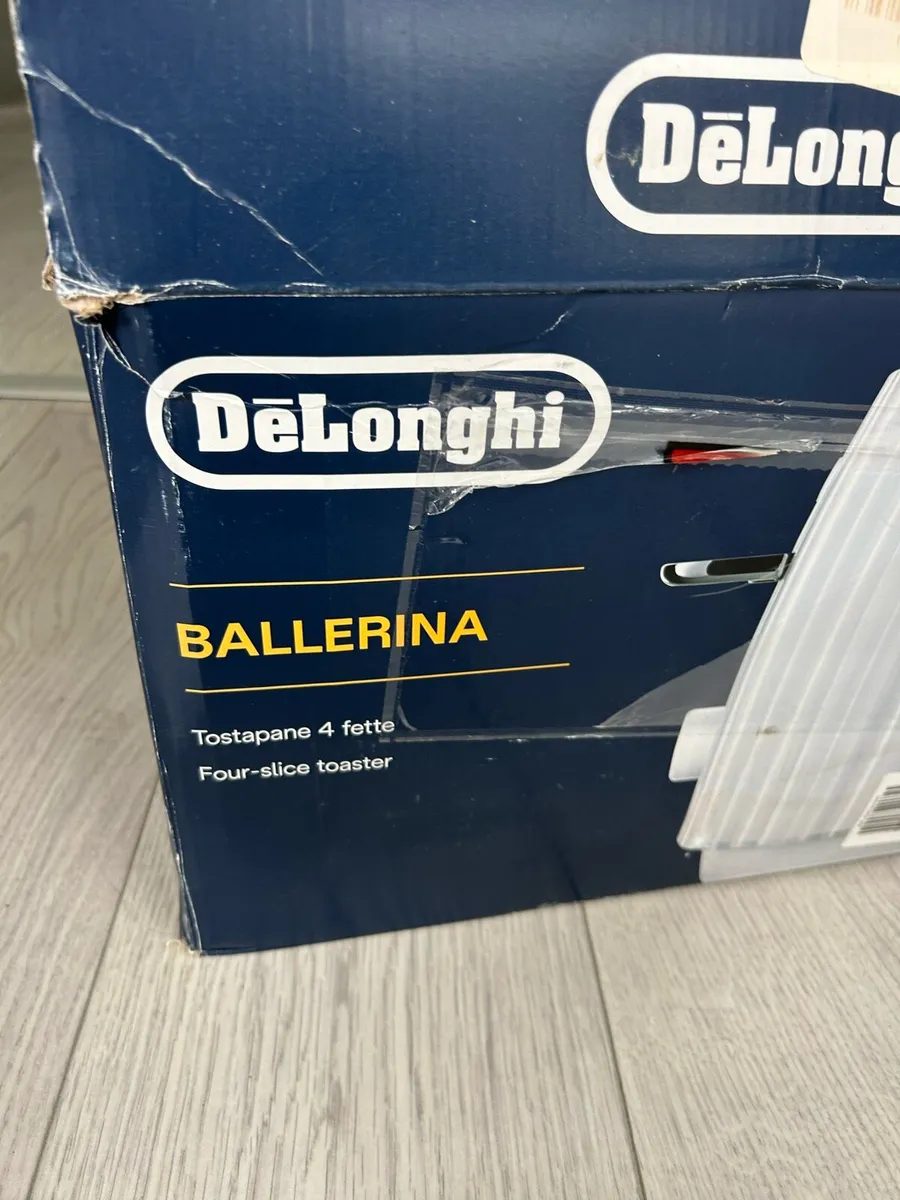 DēLong
DēLonghi
BALLERINA
Tostapane 4 fette
Four-slice toaster